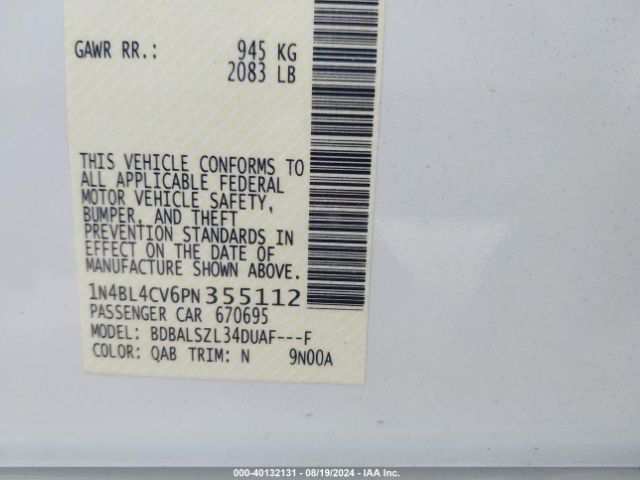 GAWR RR.: 945 KG
2083 LB
THIS VEHICLE CONFORMS TO
ALL APPLICABLE FEDERAL
MOTOR VEHICLE SAFETY,
BUMPER, AND THEFT
PREVENTION STANDARDS IN
EFFECT ON THE DATE OF
MANUFACTURE SHOWN ABOVE.
1N4BL4CV6PN355112
PASSENGER CAR 670695
MODEL: BDBALSZL34DUAF---F
COLOR: QAB TRIM: N 9N00A
000-40132131 - 08/19/2024 - IAA Inc.